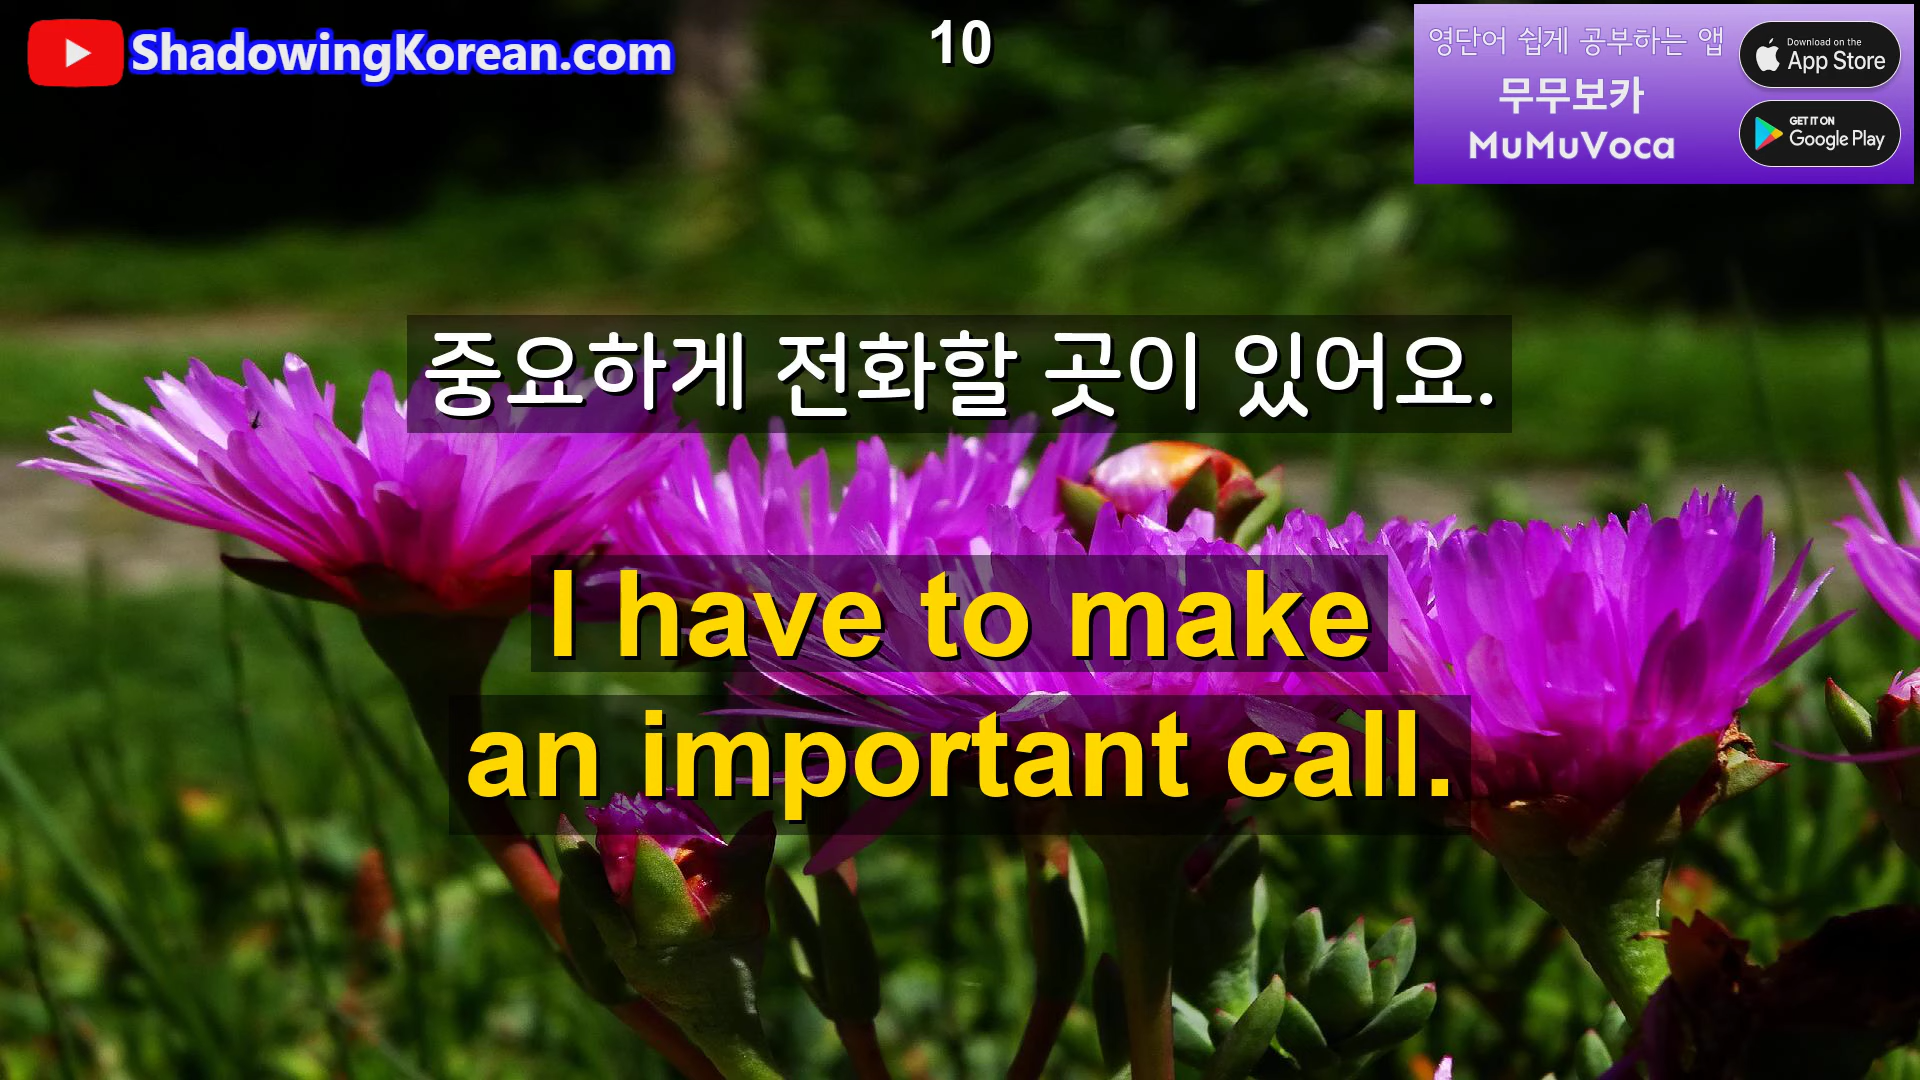 ShadowingKorean.com
10
영단어 쉽게 공부하는 앱
무무보카
MuMuVoca
Download on the
App Store
GET IT ON
Google Play
중요하게 전화할 곳이 있어요.
I have to make
an important call.